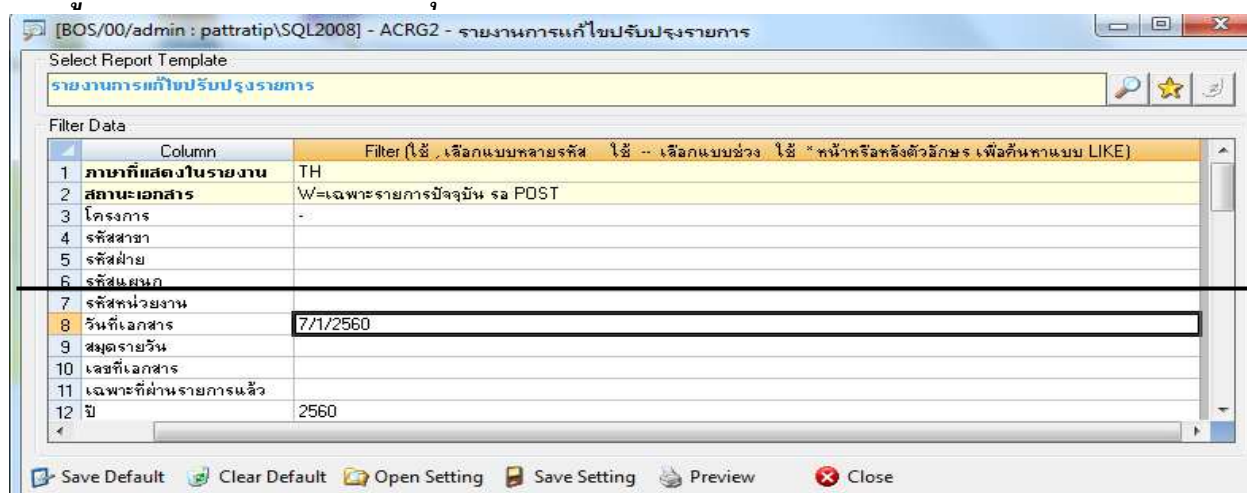 [BOS/00/admin : pattratip\SQL2008] - ACRG2 - รายงานการแก้ไขปรับปรุงรายการ
Select Report Template
รายงานการแก้ไขปรับปรุงรายการ
Filter Data
Column Filter (ใช้ , เลือกแบบหลายรหัส ใช้ -- เลือกแบบช่วง ใช้ * หน้าหรือหลังตัวอักษร เพื่อค้นหาแบบ LIKE)
1 ภาษาที่แสดงในรายงาน TH
2 สถานะเอกสาร W=เฉพาะรายการปัจจุบัน รอ POST
3 โครงการ -
4 รหัสสาขา
5 รหัสฝ่าย
6 รหัสแผนก
7 รหัสหน่วยงาน
8 วันที่เอกสาร 7/1/2560
9 สมุดรายวัน
10 เลขที่เอกสาร
11 เฉพาะที่ผ่านรายการแล้ว
12 ปี 2560
Save Default Clear Default Open Setting Save Setting Preview Close